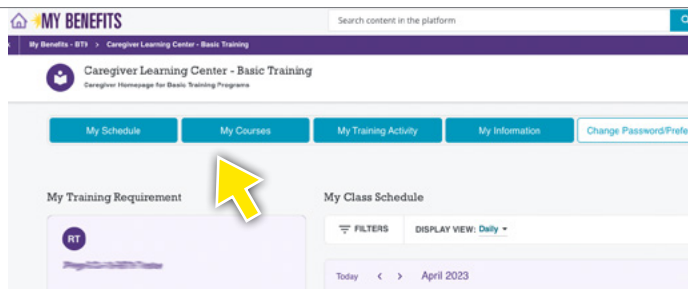 MY BENEFITS
Search content in the platform
My Benefits - BT9 > Caregiver Learning Center - Basic Training
Caregiver Learning Center - Basic Training
Caregiver Homepage for Basic Training Programs
My Schedule
My Courses
My Training Activity
My Information
Change Password/Prefe
My Training Requirement
My Class Schedule
FILTERS
DISPLAY VIEW: Daily
RT
Today < > April 2023